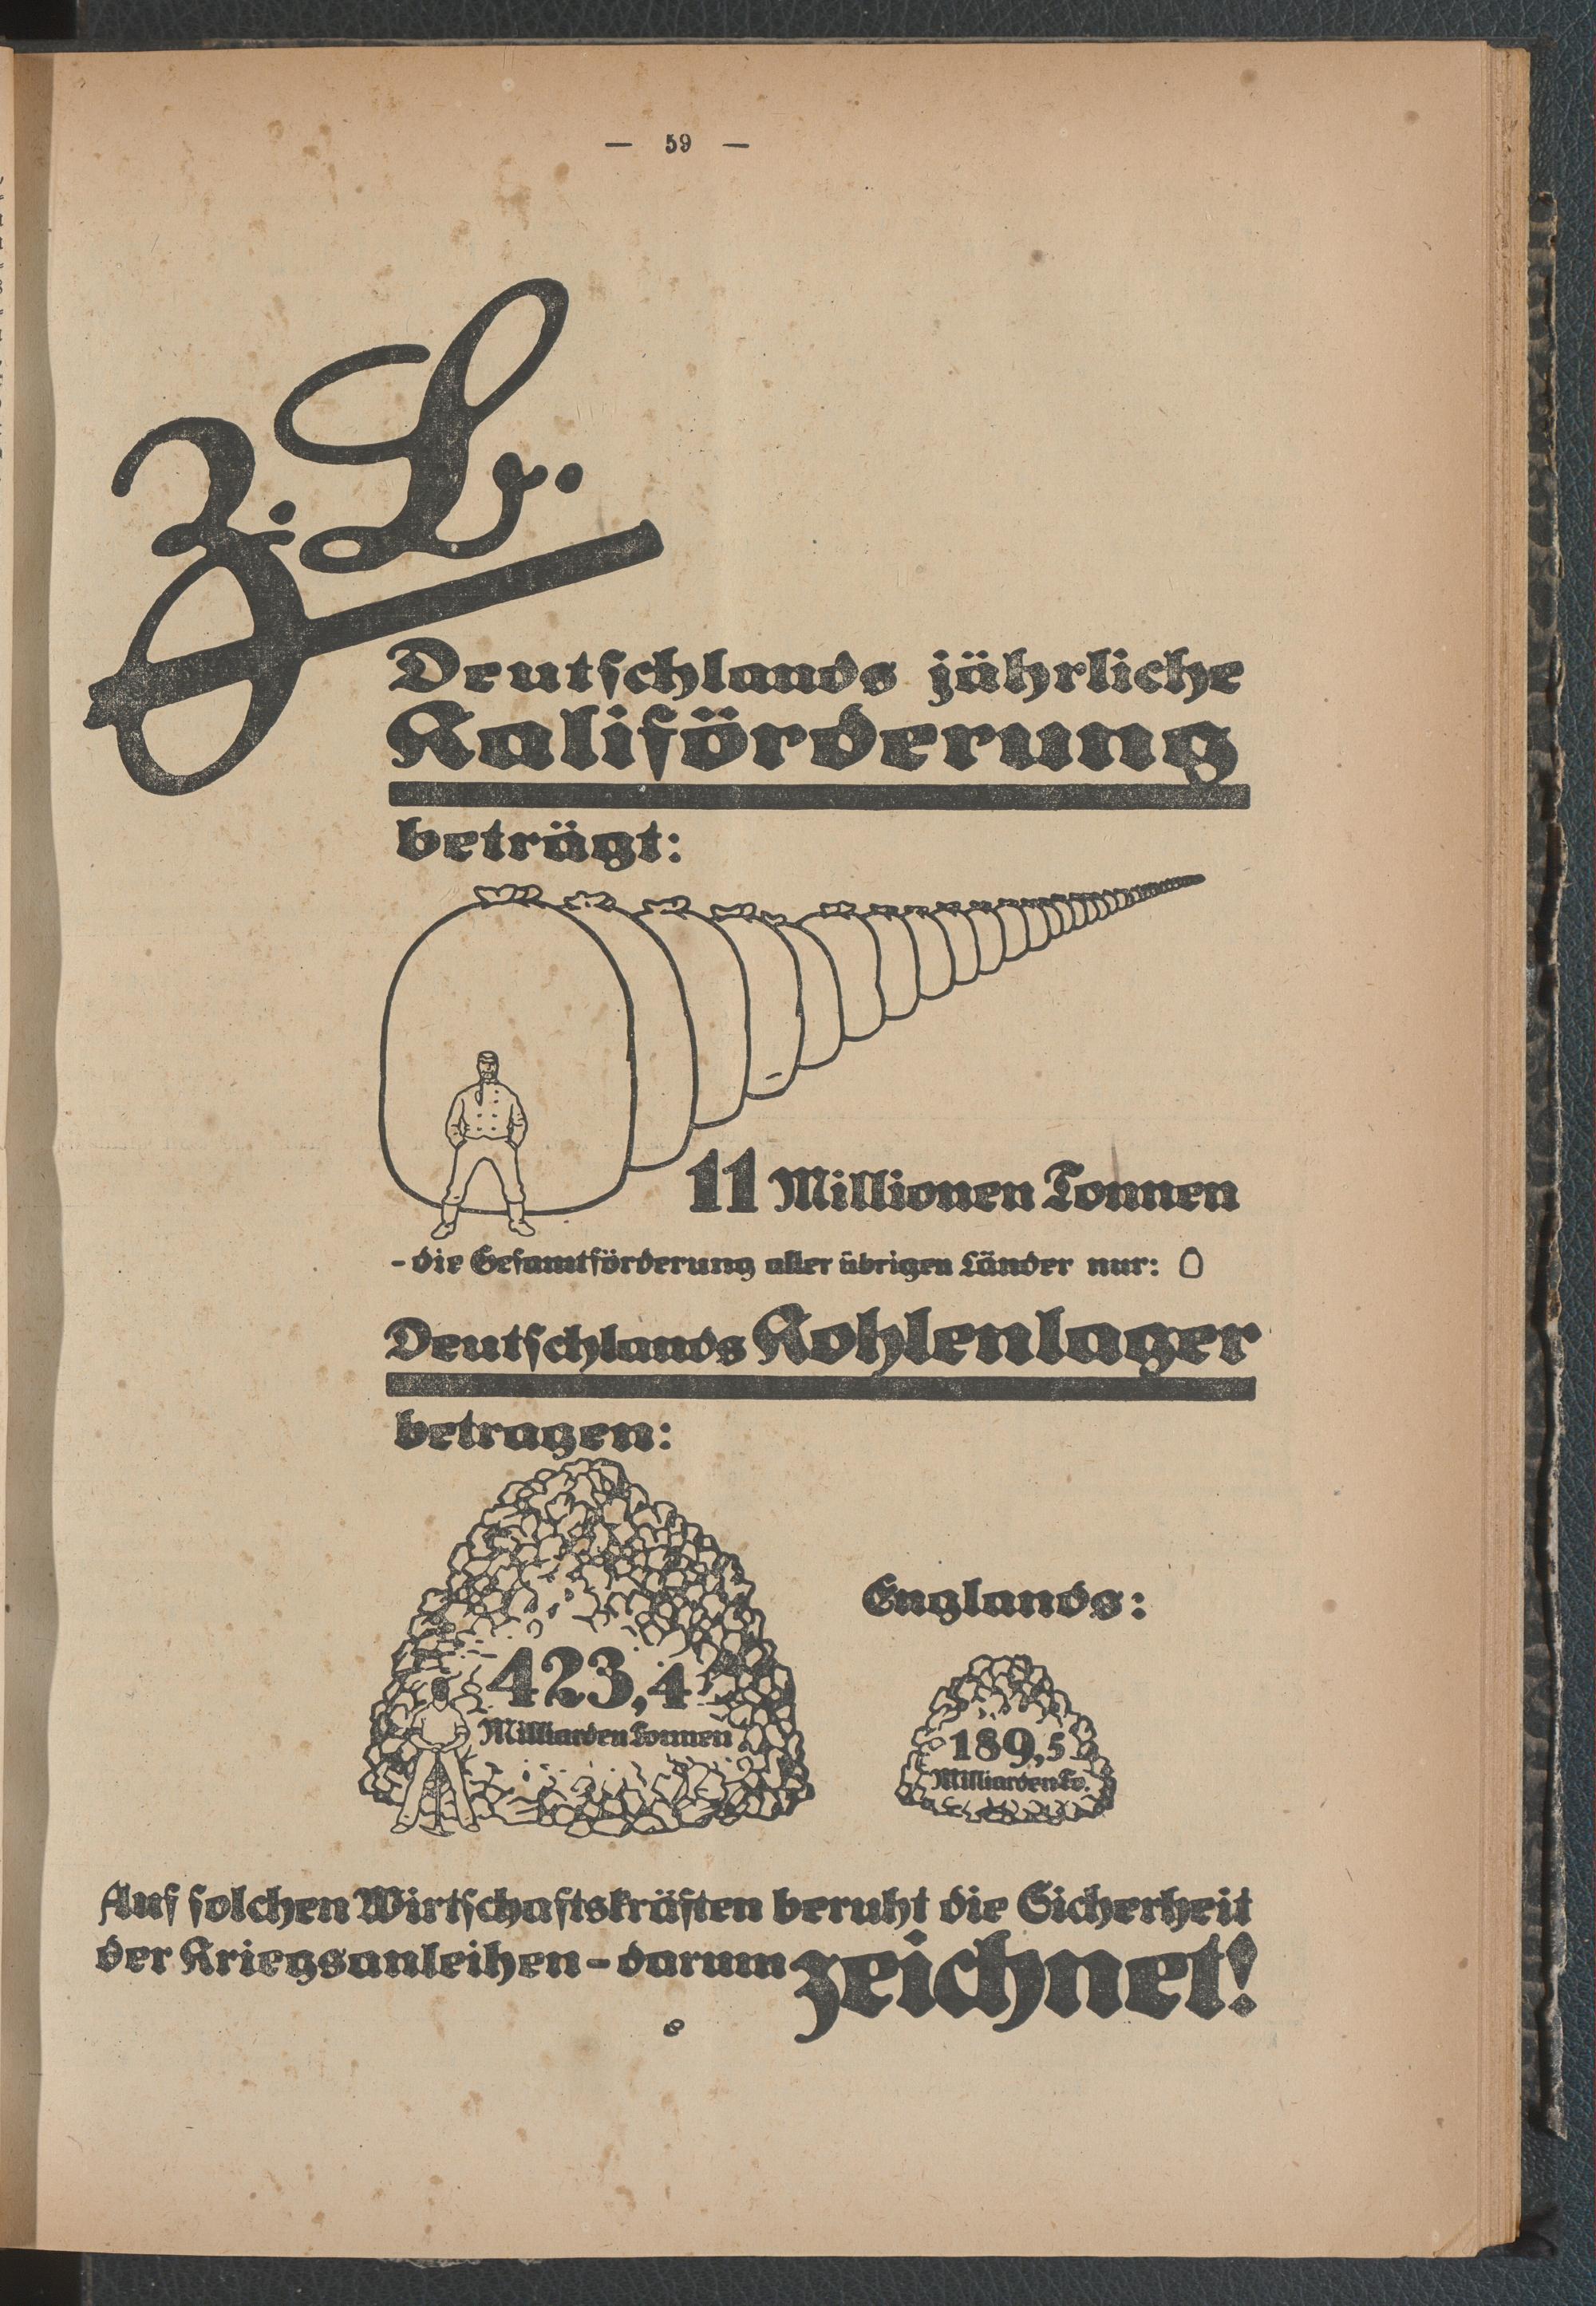 — 59 —
Z. B.
Deutschlands jährliche
Kaliförderung
beträgt:
11 Millionen Tonnen
- die Gesamtförderung aller übrigen Länder nur:
Deutschlands Kohlenlager
betragen:
Englands:
423,4
Milliarden Tonnen
189,5
Milliarden To.
Auf solchen Wirtschaftskräften beruht die Sicherheit
der Kriegsanleihen - darum zeichnet!